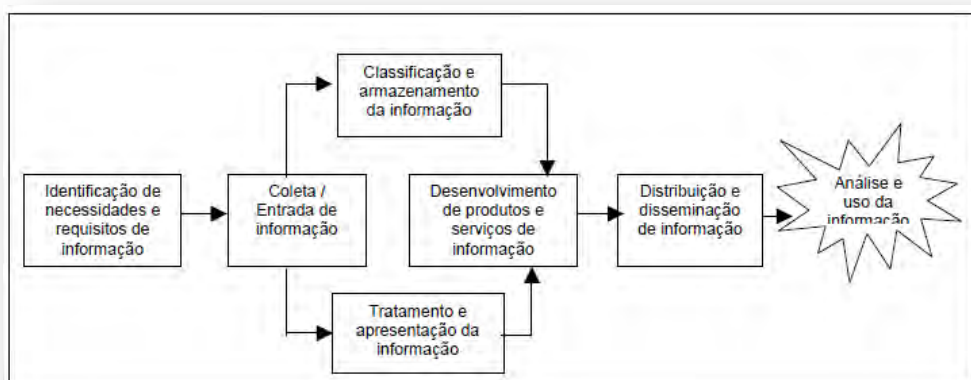 Classificação e
armazenamento
da informação
Identificação de
necessidades e
requisitos de
informação
Coleta /
Entrada de
informação
Desenvolvimento
de produtos e
serviços de
informação
Distribuição e
disseminação
de informação
Análise e
uso da
informação
Tratamento e
apresentação da
informação